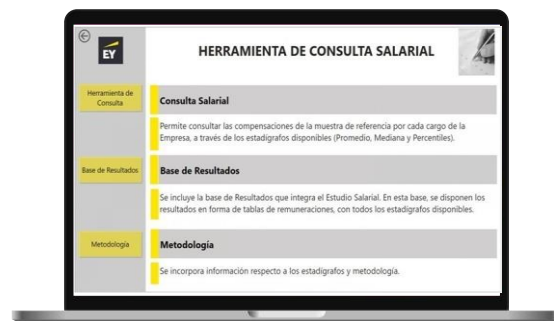 EY
HERRAMIENTA DE CONSULTA SALARIAL
Herramienta de
Consulta
Consulta Salarial
Permite consultar las compensaciones de la muestra de referencia por cada cargo de la
Empresa, a través de los estadígrafos disponibles (Promedio, Mediana y Percentiles).
Base de Resultados
Base de Resultados
Se incluye la base de Resultados que integra el Estudio Salarial. En esta base, se disponen los
resultados en forma de tablas de remuneraciones, con todos los estadígrafos disponibles.
Metodología
Metodología
Se incorpora información respecto a los estadígrafos y metodología.